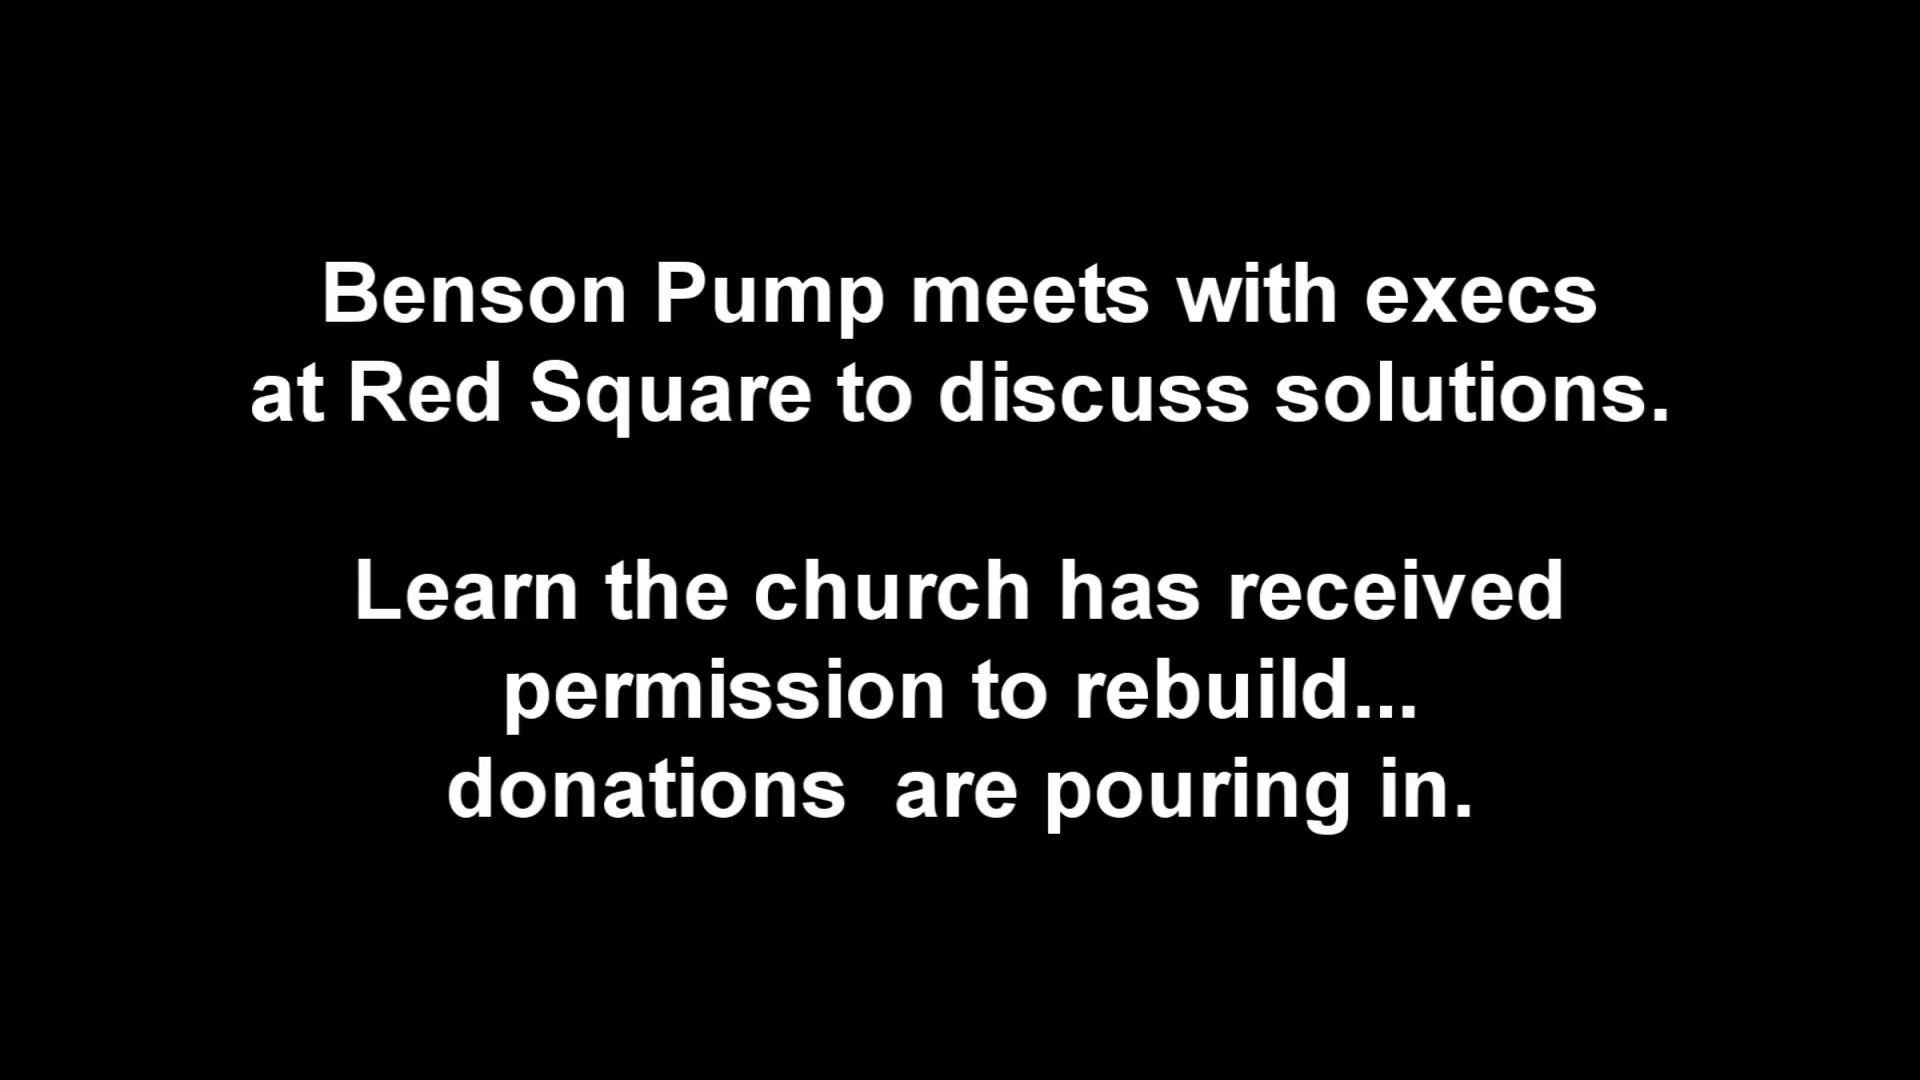 Benson Pump meets with execs
at Red Square to discuss solutions.
Learn the church has received
permission to rebuild...
donations  are pouring in.